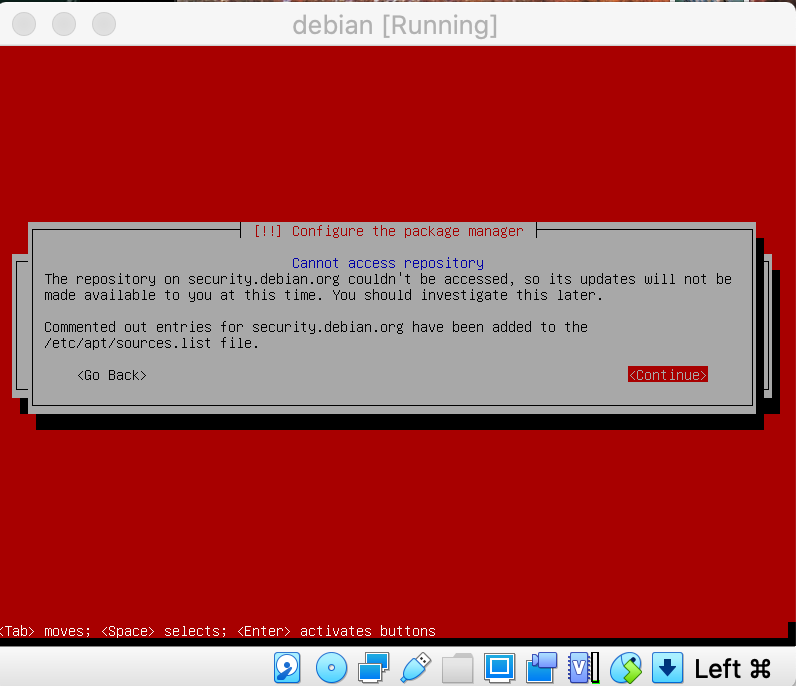 debian [Running]
[!!] Configure the package manager
Cannot access repository
The repository on security.debian.org couldn't be accessed, so its updates will not be
made available to you at this time. You should investigate this later.
Commented out entries for security.debian.org have been added to the
/etc/apt/sources.list file.
<Go Back> <Continue>
<Tab> moves; <Space> selects; <Enter> activates buttons
V
Left ⌘